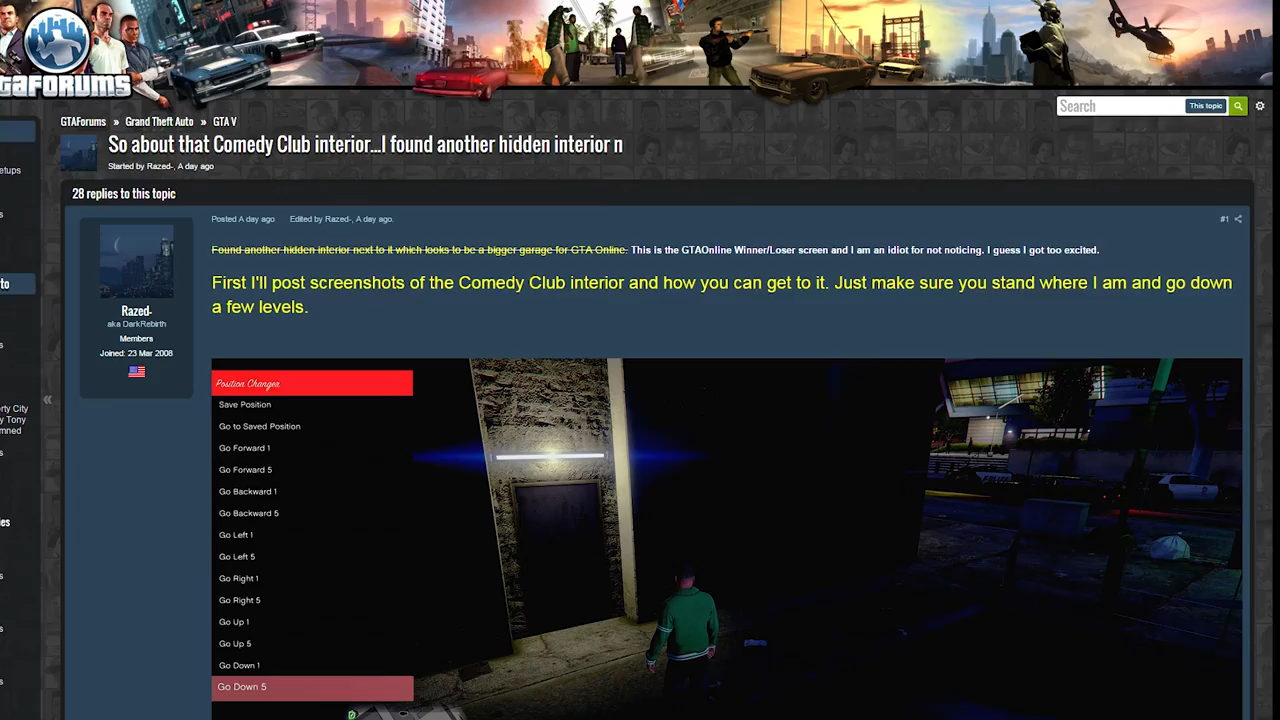 GTAFORUMS
Search
This topic
GTAForums » Grand Theft Auto » GTA V
So about that Comedy Club interior...I found another hidden interior n
Started by Razed-, A day ago
etups
28 replies to this topic
Posted A day ago Edited by Razed-, A day ago.
#1
Found another hidden interior next to it which looks to be a bigger garage for GTA Online. This is the GTAOnline Winner/Loser screen and I am an idiot for not noticing. I guess I got too excited.
First I'll post screenshots of the Comedy Club interior and how you can get to it. Just make sure you stand where I am and go down
a few levels.
Razed-
aka DarkRebirth
Members
Joined: 23 Mar 2008
to
erty City
y Tony
mned
es
Position Changer
Save Position
Go to Saved Position
Go Forward 1
Go Forward 5
Go Backward 1
Go Backward 5
Go Left 1
Go Left 5
Go Right 1
Go Right 5
Go Up 1
Go Up 5
Go Down 1
Go Down 5